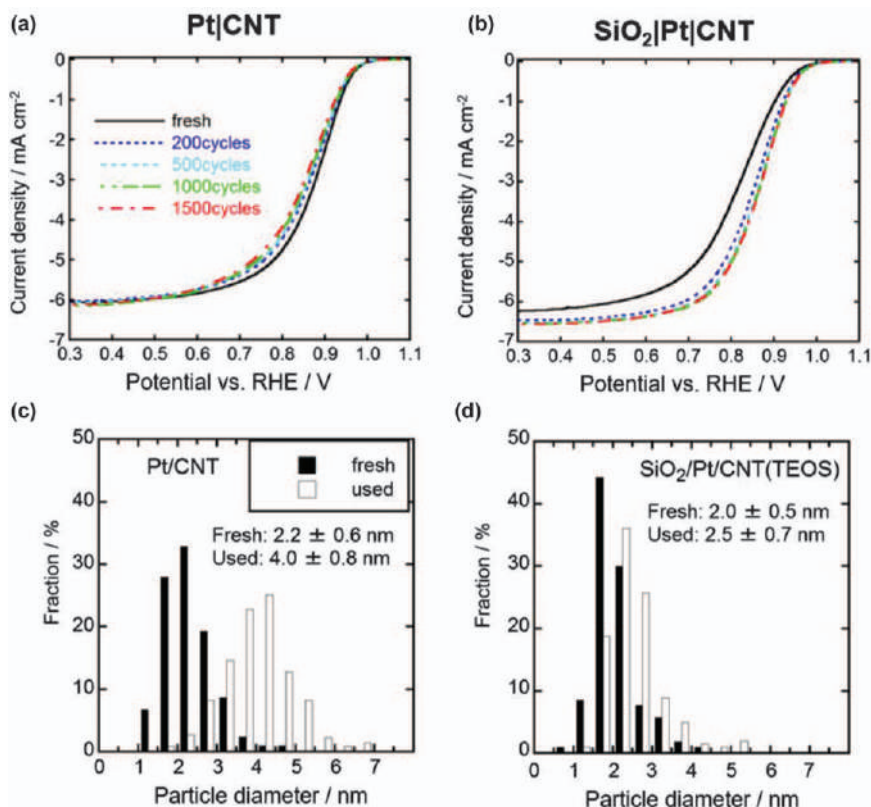 (a)
Pt|CNT
0
-1
-2
-3
-4
-5
-6
-7
Current density / mA cm-2
fresh
200cycles
500cycles
1000cycles
1500cycles
0.3 0.4 0.5 0.6 0.7 0.8 0.9 1.0 1.1
Potential vs. RHE / V
(b)
SiO2|Pt|CNT
0
-1
-2
-3
-4
-5
-6
-7
Current density / mA cm-2
0.3 0.4 0.5 0.6 0.7 0.8 0.9 1.0 1.1
Potential vs. RHE / V
(c)
50
40
30
20
10
0
Fraction / %
Pt/CNT
fresh
used
Fresh: 2.2 ± 0.6 nm
Used: 4.0 ± 0.8 nm
0 1 2 3 4 5 6 7
Particle diameter / nm
(d)
50
40
30
20
10
0
Fraction / %
SiO2/Pt/CNT(TEOS)
Fresh: 2.0 ± 0.5 nm
Used: 2.5 ± 0.7 nm
0 1 2 3 4 5 6 7
Particle diameter / nm